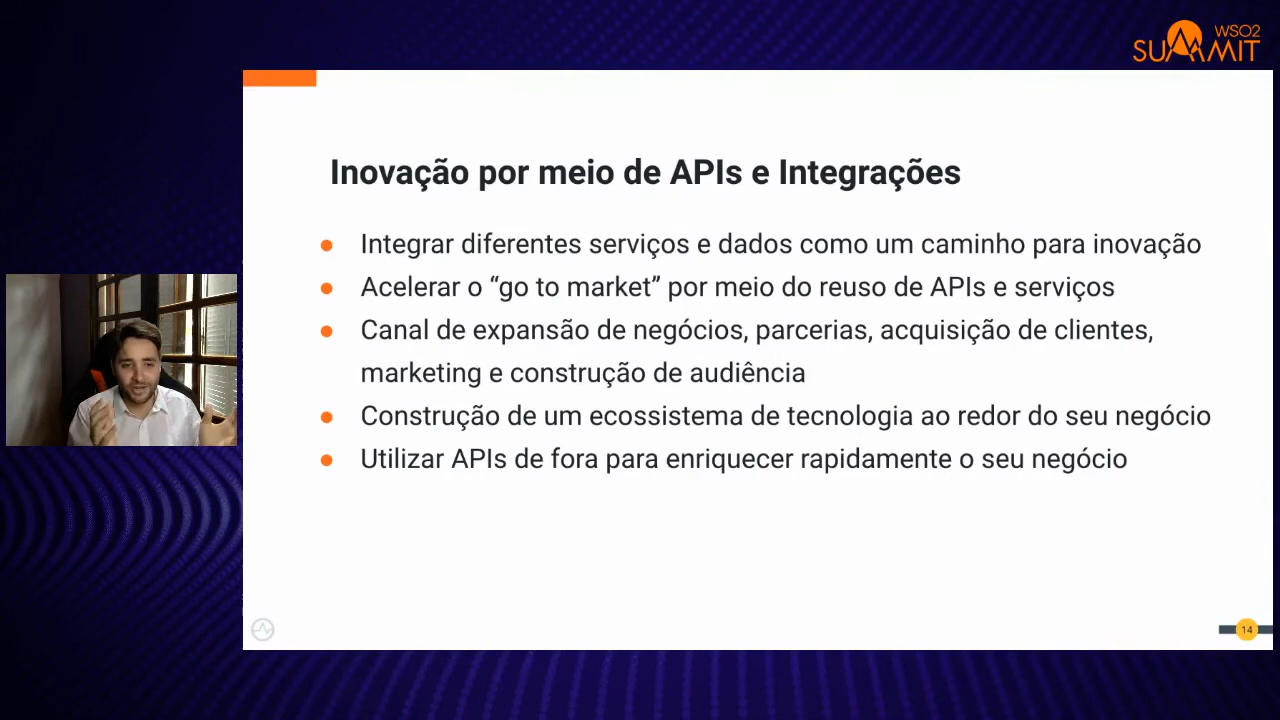 WSO2
SUMMIT
Inovação por meio de APIs e Integrações
● Integrar diferentes serviços e dados como um caminho para inovação
● Acelerar o “go to market” por meio do reuso de APIs e serviços
● Canal de expansão de negócios, parcerias, acquisição de clientes,
marketing e construção de audiência
● Construção de um ecossistema de tecnologia ao redor do seu negócio
● Utilizar APIs de fora para enriquecer rapidamente o seu negócio
14